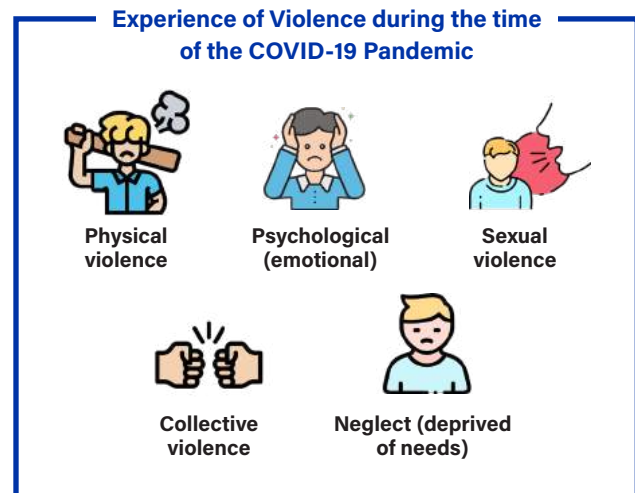 Experience of Violence during the time
of the COVID-19 Pandemic
Physical
violence
Psychological
(emotional)
Sexual
violence
Collective
violence
Neglect (deprived
of needs)